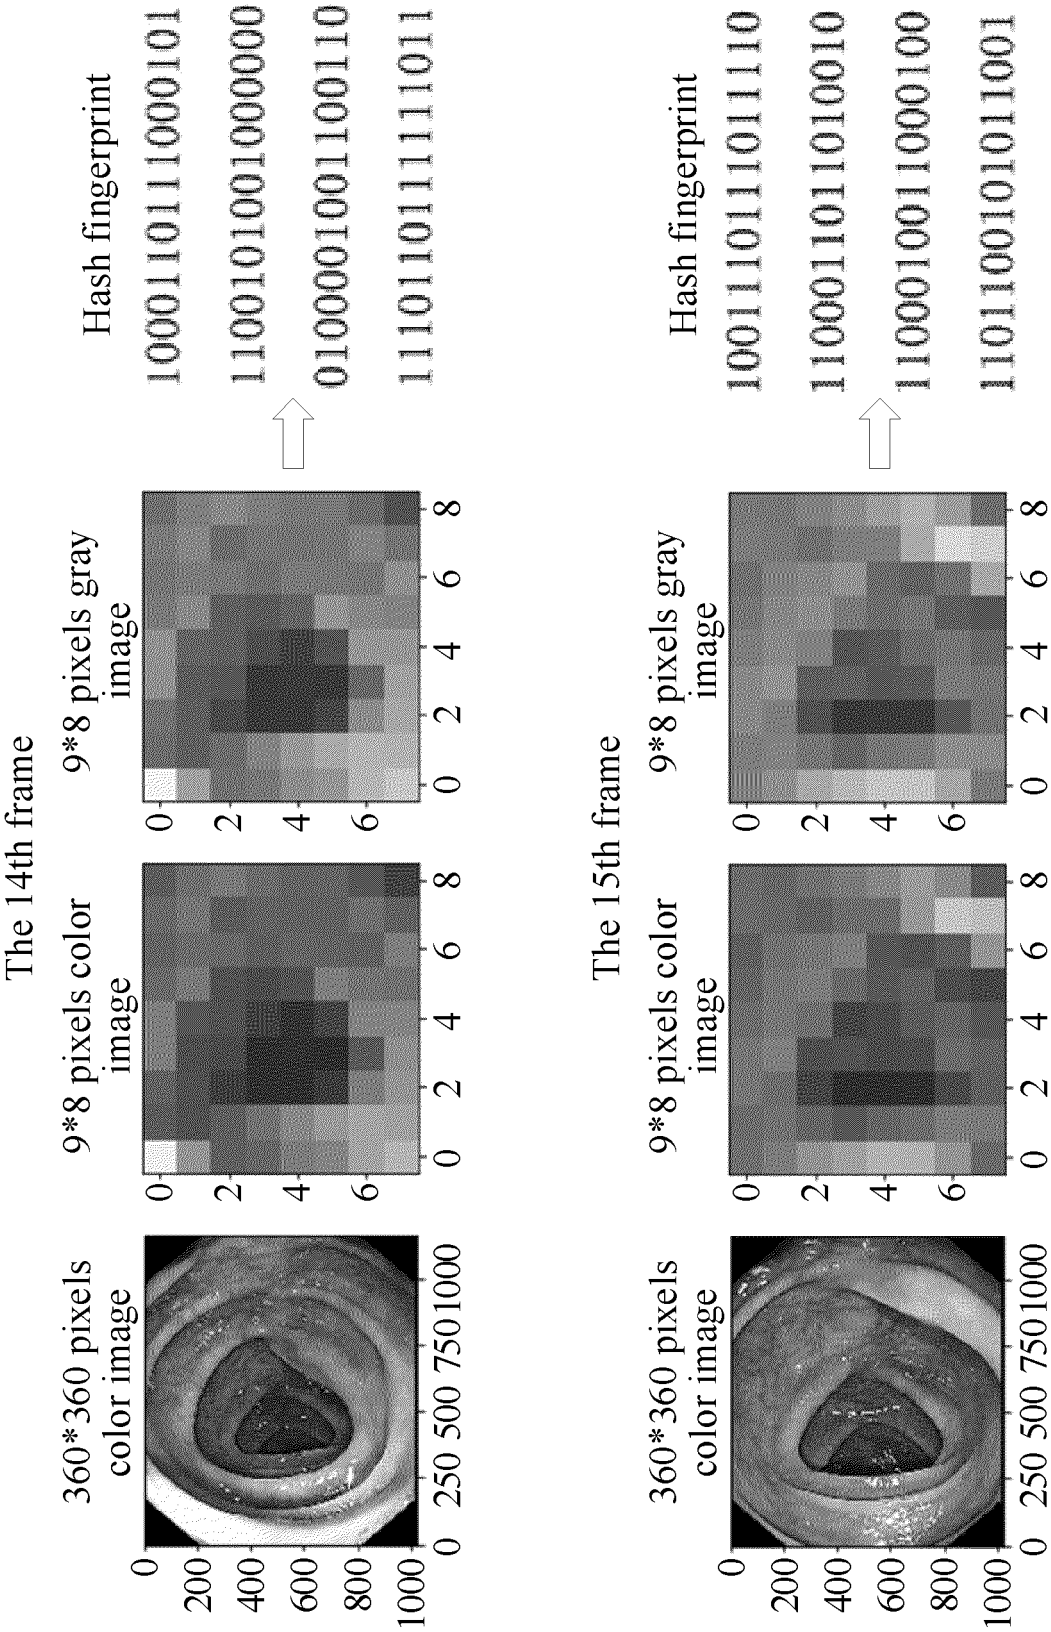 The 14th frame
360*360 pixels
color image
9*8 pixels color
image
9*8 pixels gray
image
Hash fingerprint
0
200
400
600
800
1000
0 250 500 750 1000
0
2
4
6
0 2 4 6 8
0
2
4
6
0 2 4 6 8
1000110111000101
1100101001000000
0100001001100110
1110110111111011
The 15th frame
360*360 pixels
color image
9*8 pixels color
image
9*8 pixels gray
image
Hash fingerprint
0
200
400
600
800
1000
0 250 500 750 1000
0
2
4
6
0 2 4 6 8
0
2
4
6
0 2 4 6 8
1001110111011110
1100011011010010
1100010011000100
1101100101011001